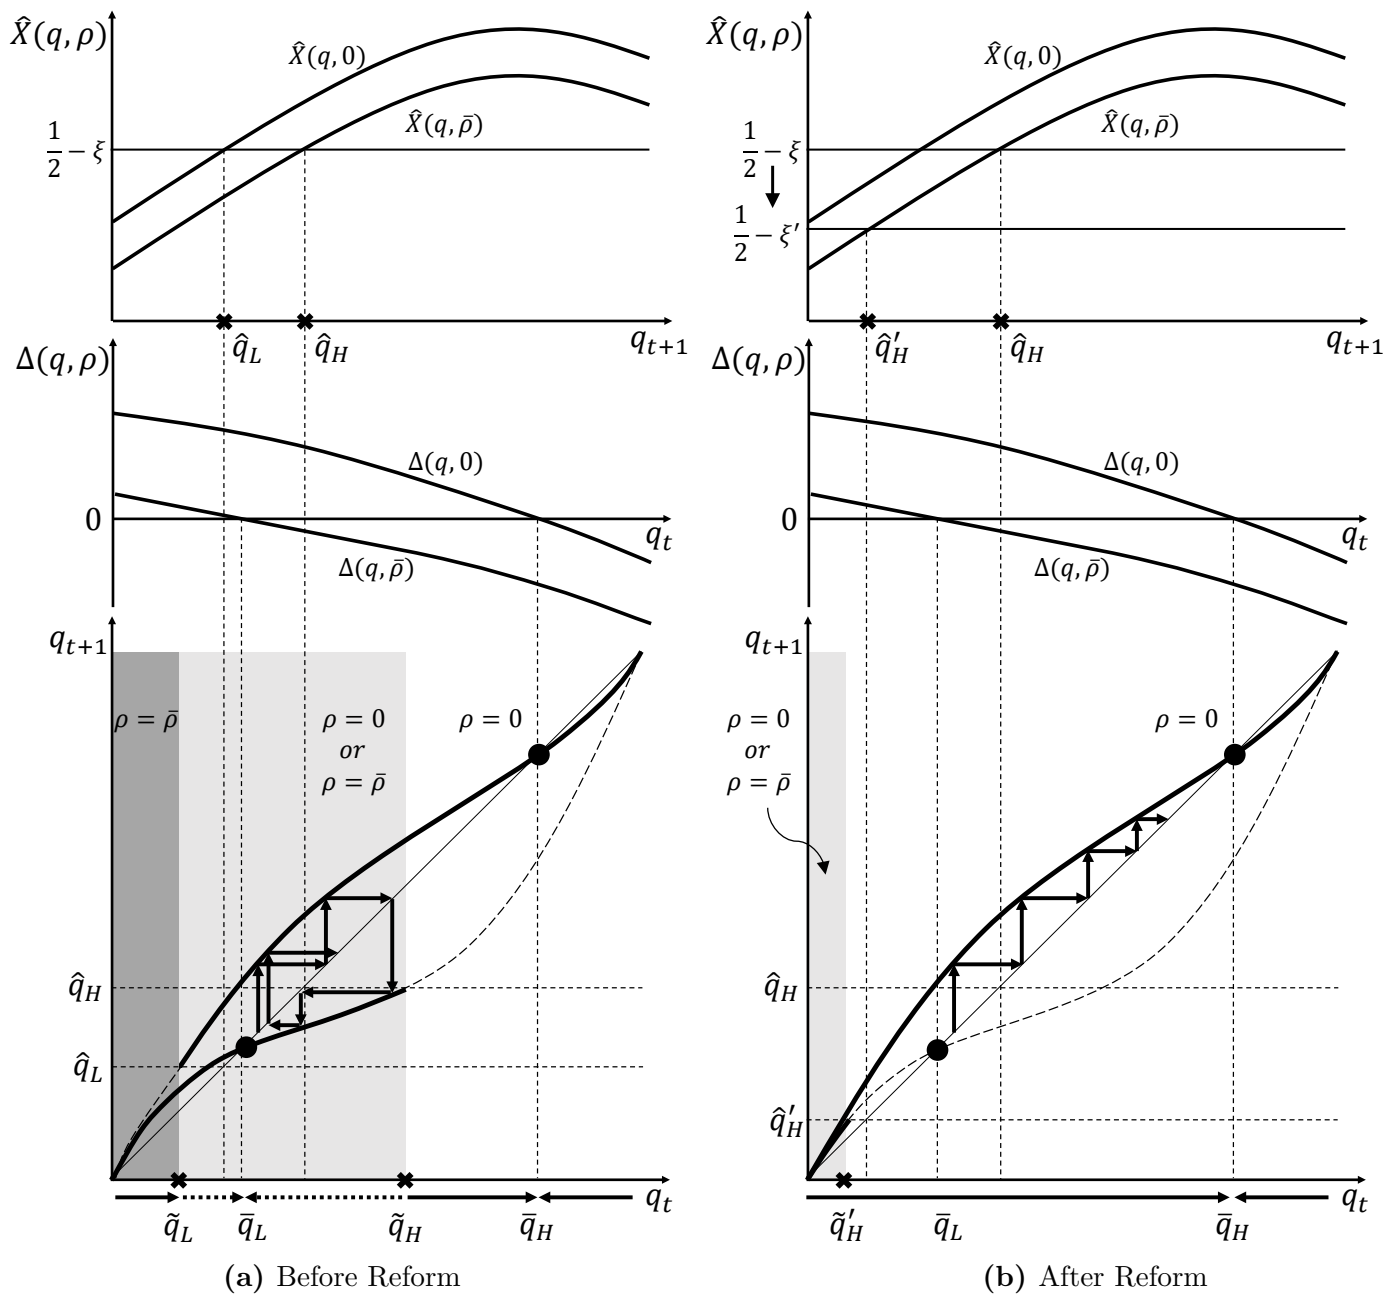 X̂(q, ρ)
X̂(q, 0)
X̂(q, ρ̄)
1/2 − ξ
q̂_L
q̂_H
q_{t+1}
Δ(q, ρ)
Δ(q, 0)
0
q_t
Δ(q, ρ̄)
q_{t+1}
ρ = ρ̄
ρ = 0
or
ρ = ρ̄
ρ = 0
q̂_H
q̂_L
q_t
q̃_L
q̄_L
q̃_H
q̄_H
(a) Before Reform
X̂(q, ρ)
X̂(q, 0)
X̂(q, ρ̄)
1/2 − ξ
1/2 − ξ′
q̂′_H
q̂_H
q_{t+1}
Δ(q, ρ)
Δ(q, 0)
0
q_t
Δ(q, ρ̄)
q_{t+1}
ρ = 0
or
ρ = ρ̄
ρ = 0
q̂_H
q̂′_H
q_t
q̃′_H
q̄_L
q̄_H
(b) After Reform